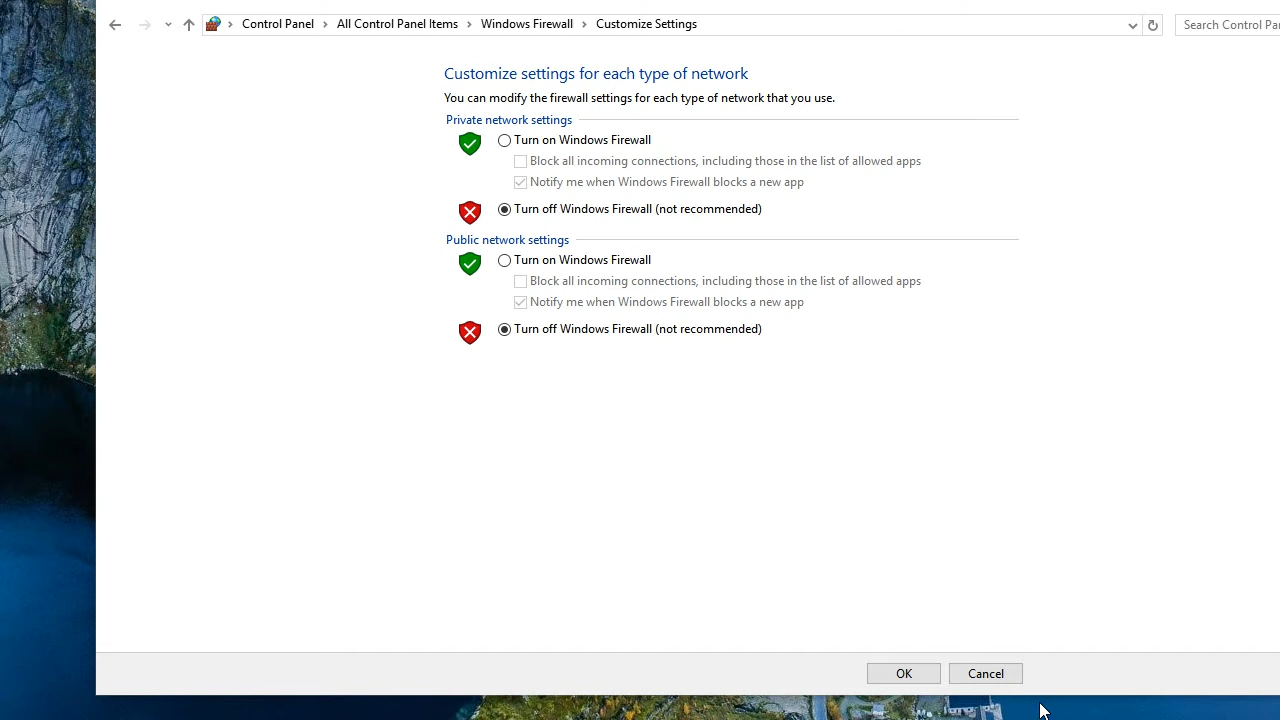 Control Panel > All Control Panel Items > Windows Firewall > Customize Settings
Search Control Pa
Customize settings for each type of network
You can modify the firewall settings for each type of network that you use.
Private network settings
Turn on Windows Firewall
Block all incoming connections, including those in the list of allowed apps
Notify me when Windows Firewall blocks a new app
Turn off Windows Firewall (not recommended)
Public network settings
Turn on Windows Firewall
Block all incoming connections, including those in the list of allowed apps
Notify me when Windows Firewall blocks a new app
Turn off Windows Firewall (not recommended)
OK
Cancel